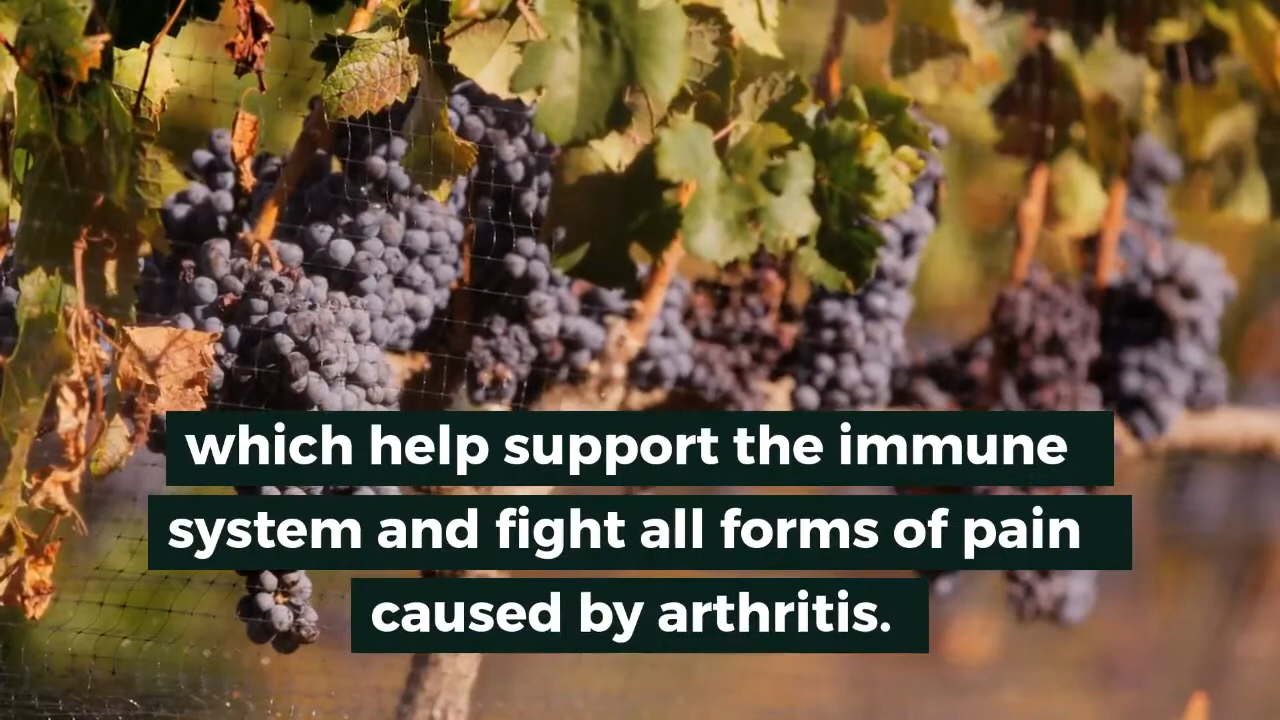 which help support the immune
system and fight all forms of pain
caused by arthritis.